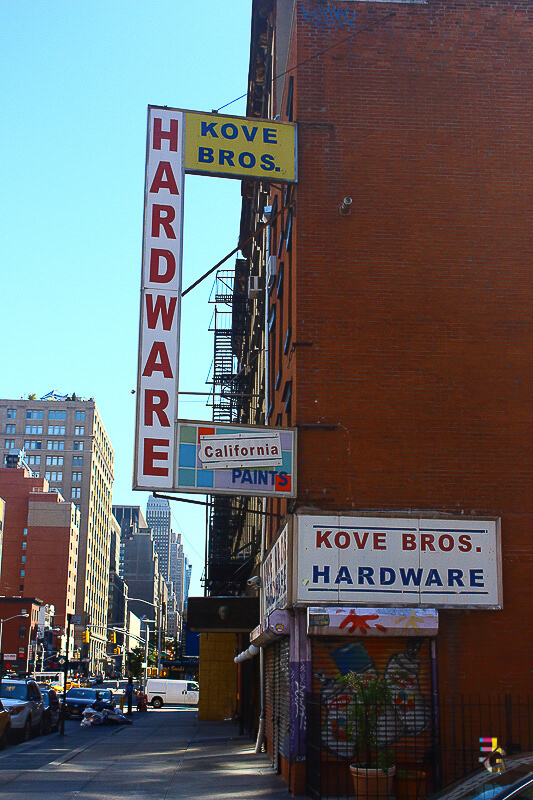 KOVE
BROS.
HARDWARE
California
PAINTS
KOVE BROS.
HARDWARE